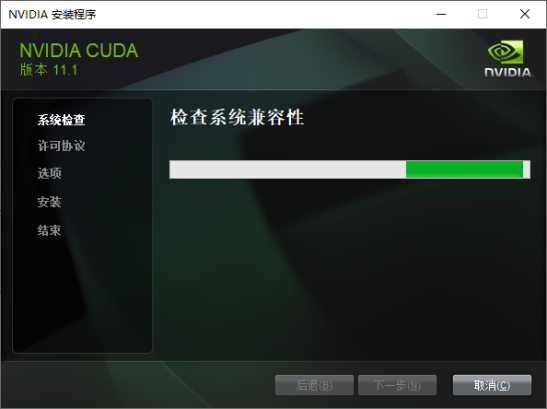 NVIDIA 安装程序
NVIDIA CUDA
版本 11.1
NVIDIA.
系统检查
许可协议
选项
安装
结束
检查系统兼容性
后退(B)
下一步(N)
取消(C)